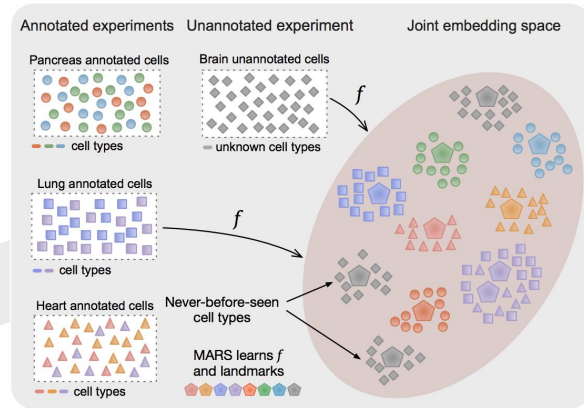 Annotated experiments
Unannotated experiment
Joint embedding space
Pancreas annotated cells
cell types
Brain unannotated cells
unknown cell types
f
Lung annotated cells
cell types
f
Heart annotated cells
cell types
Never-before-seen
cell types
MARS learns f
and landmarks